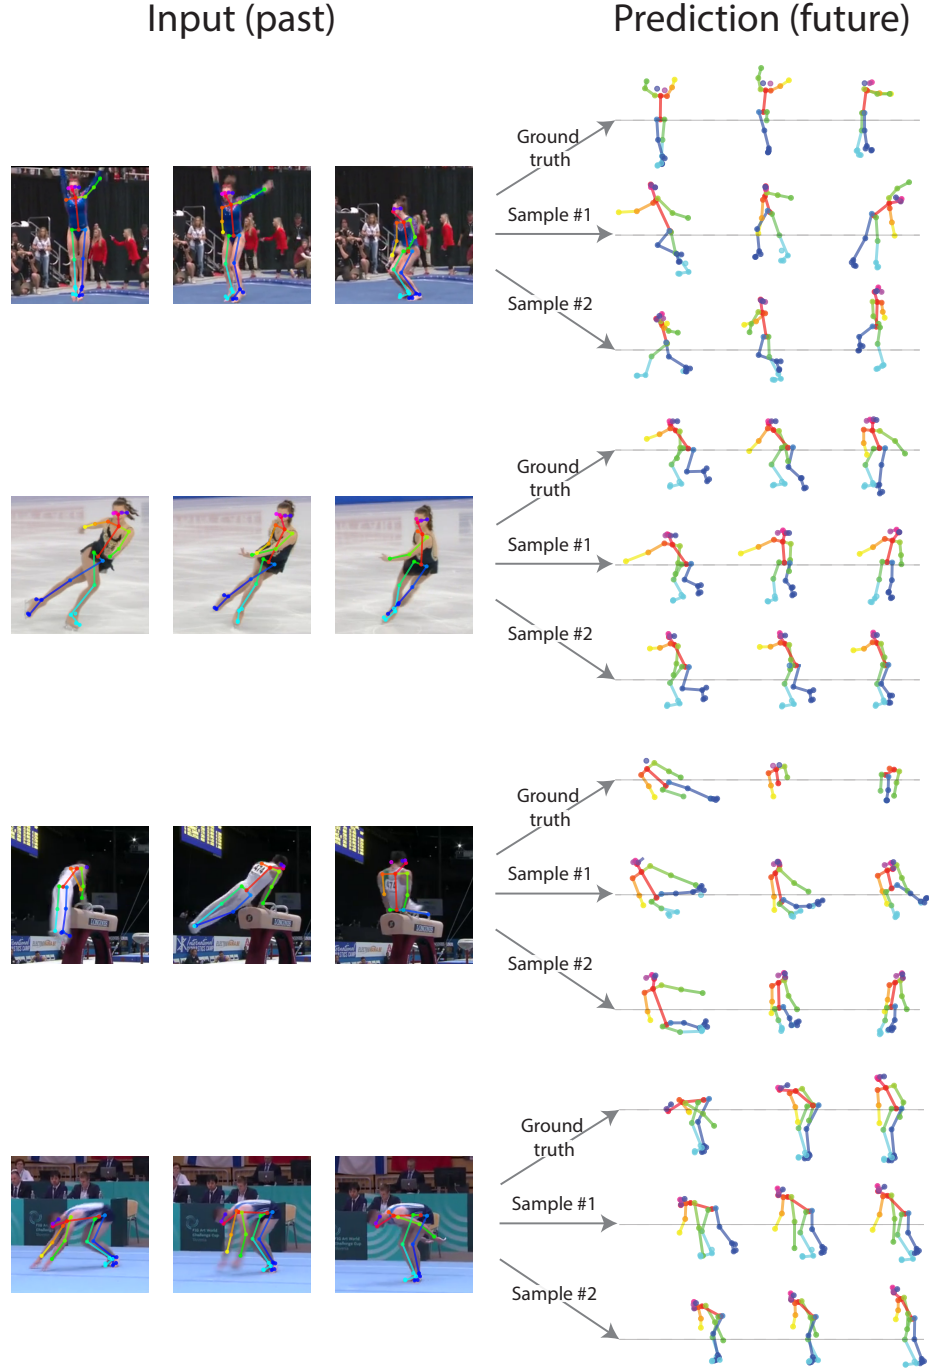 Input (past)
Prediction (future)
Ground
truth
Sample #1
Sample #2
Ground
truth
Sample #1
Sample #2
Ground
truth
Sample #1
Sample #2
Ground
truth
Sample #1
Sample #2